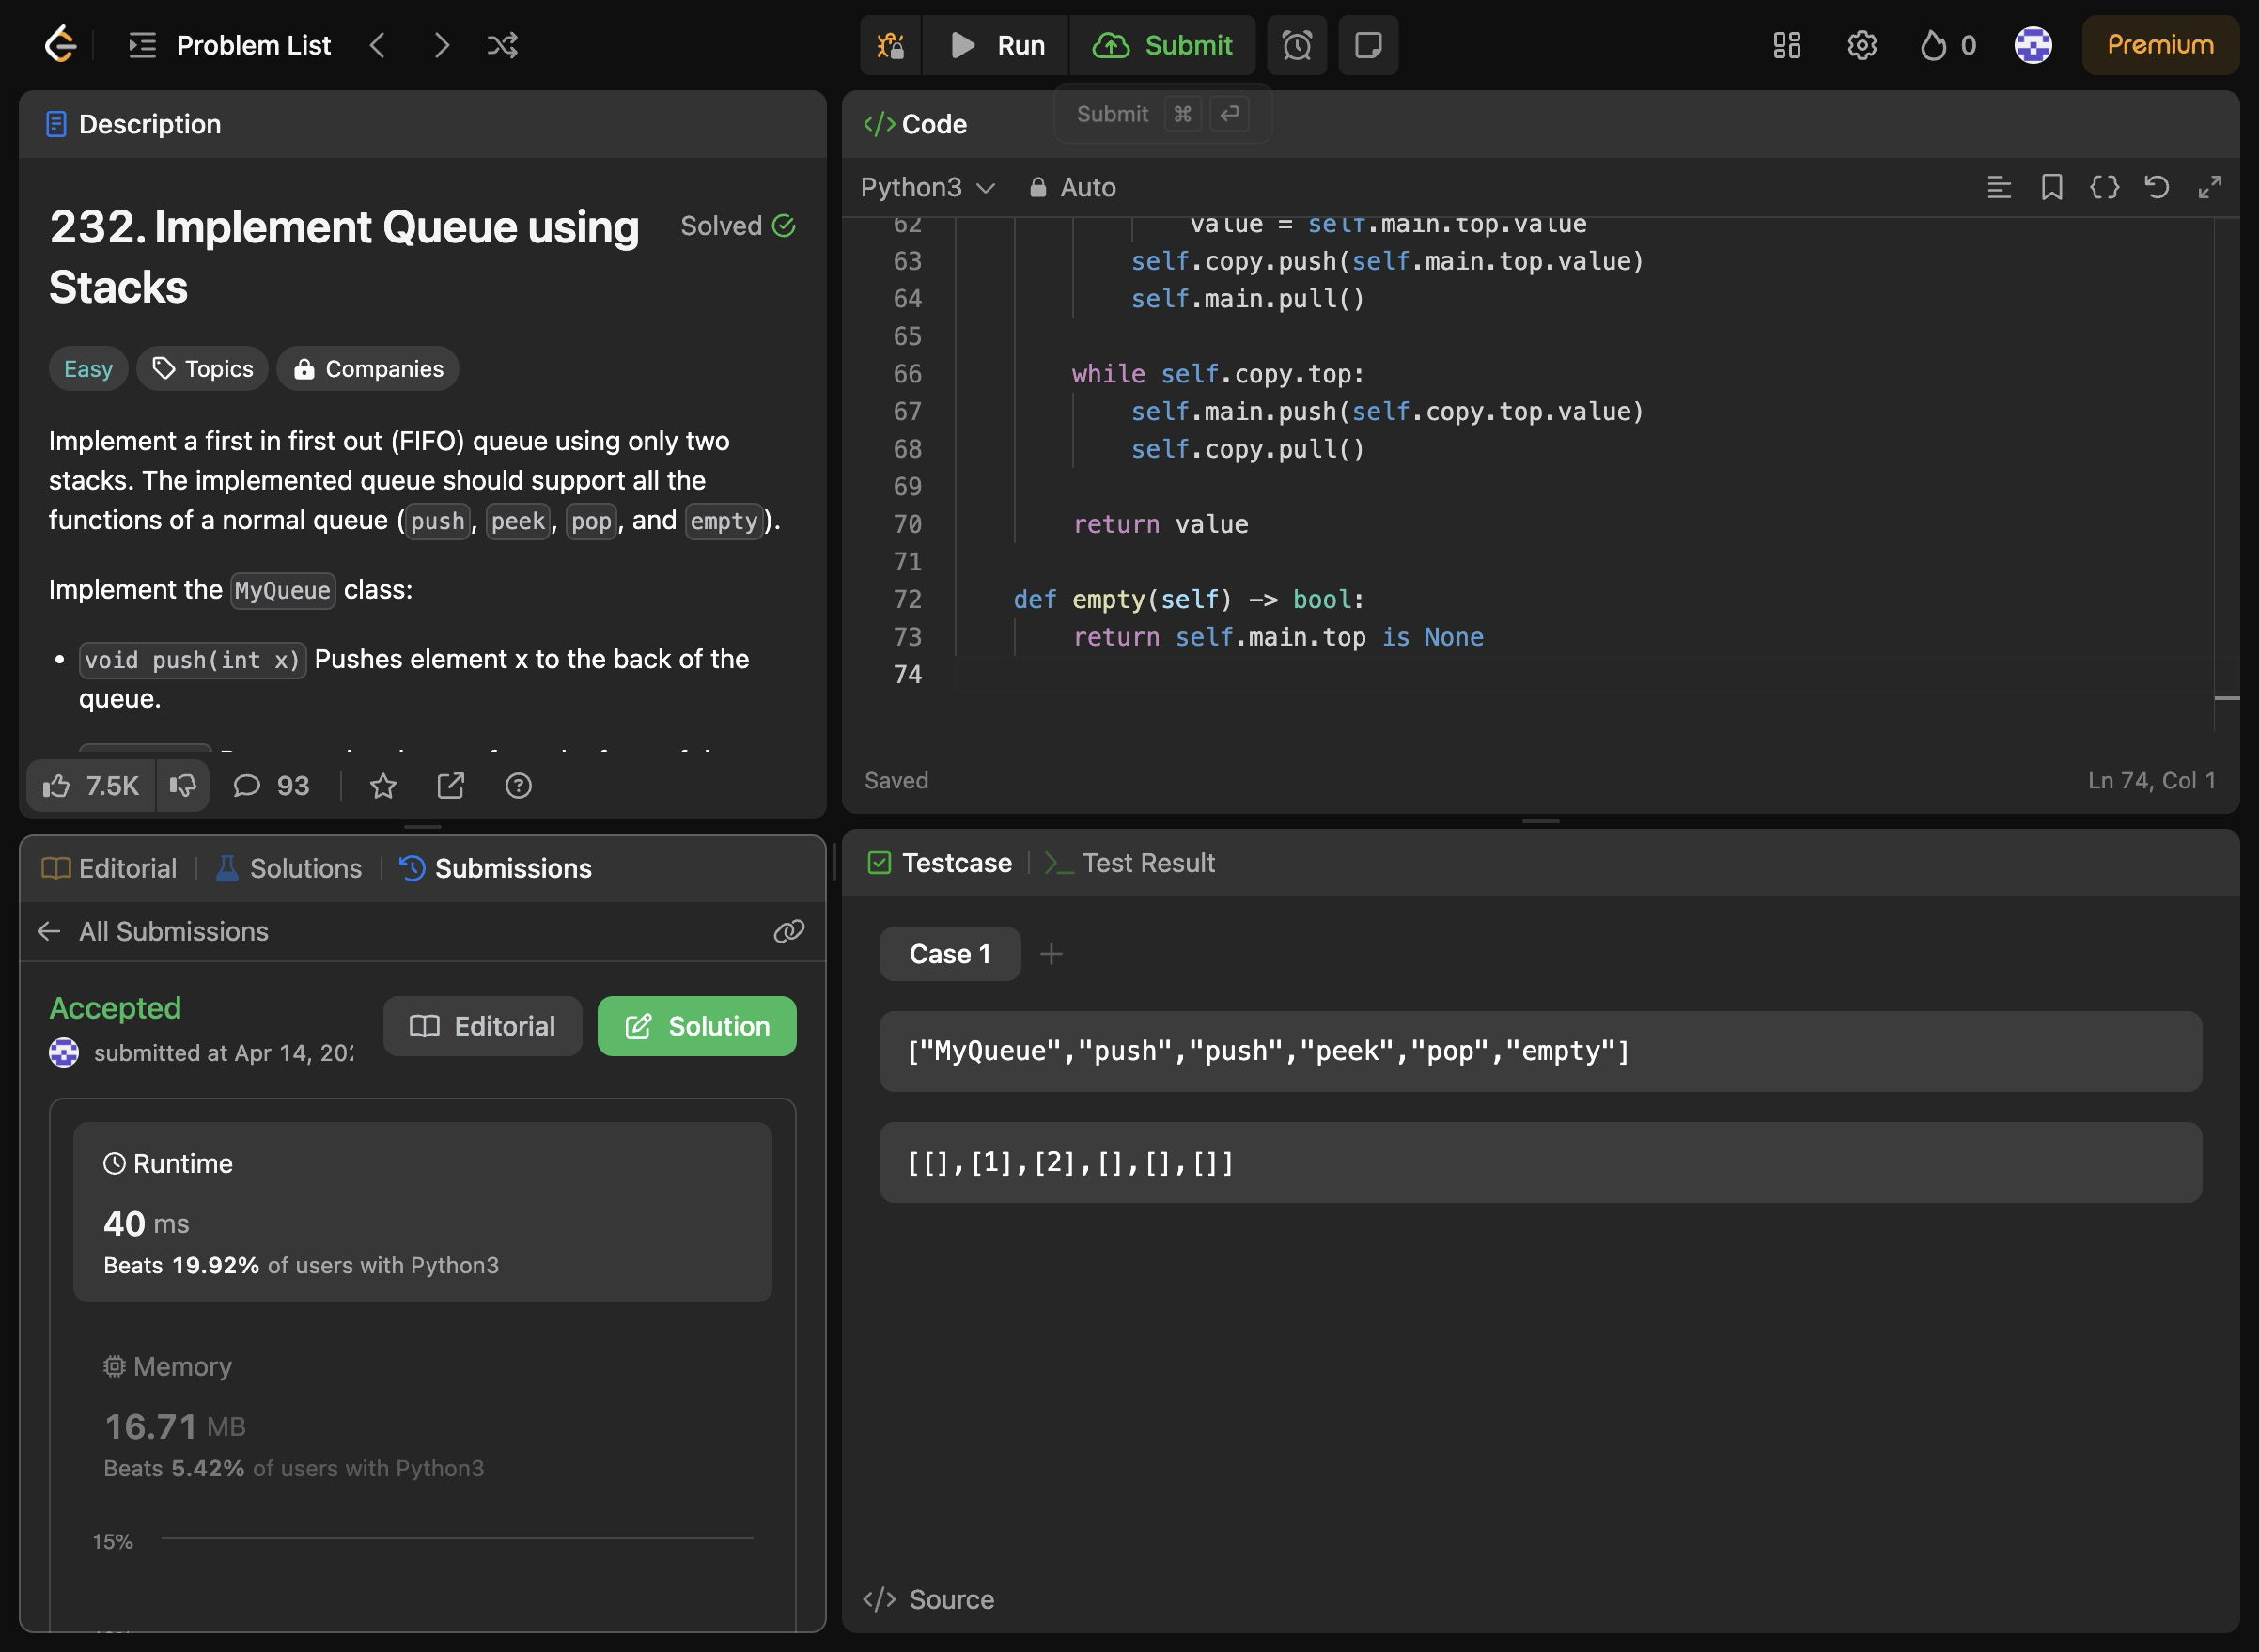 Problem List
Run
Submit
0
Premium
Description
232. Implement Queue using
Stacks
Solved
Easy
Topics
Companies
Implement a first in first out (FIFO) queue using only two
stacks. The implemented queue should support all the
functions of a normal queue (push, peek, pop, and empty).
Implement the MyQueue class:
• void push(int x) Pushes element x to the back of the
queue.
7.5K
93
Submit ⌘
Code
Python3
Auto
62 value = self.main.top.value
63 self.copy.push(self.main.top.value)
64 self.main.pull()
65
66 while self.copy.top:
67 self.main.push(self.copy.top.value)
68 self.copy.pull()
69
70 return value
71
72 def empty(self) -> bool:
73 return self.main.top is None
74
Saved
Ln 74, Col 1
Editorial
Solutions
Submissions
All Submissions
Accepted
submitted at Apr 14,
Editorial
Solution
Runtime
40 ms
Beats 19.92% of users with Python3
Memory
16.71 MB
Beats 5.42% of users with Python3
15%
Testcase
Test Result
Case 1
["MyQueue","push","push","peek","pop","empty"]
[[],[1],[2],[],[],[]]
Source